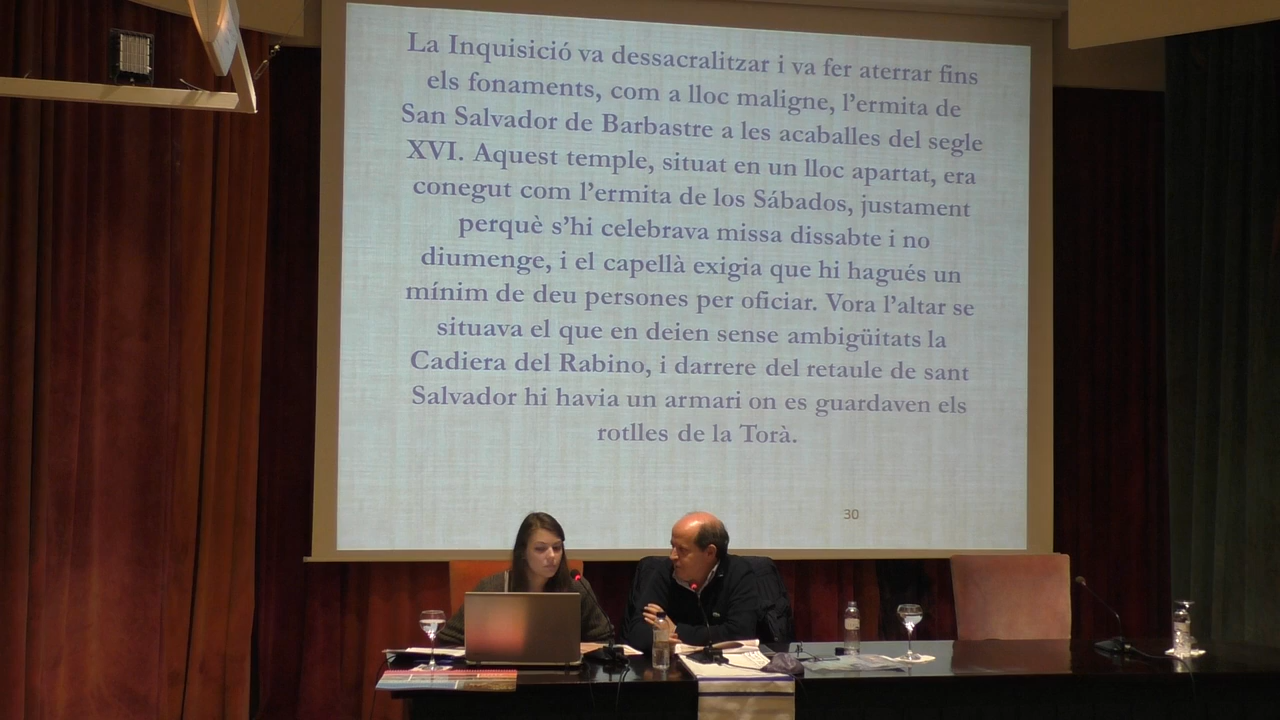 La Inquisició va dessacralitzar i va fer aterrar fins
els fonaments, com a lloc maligne, l'ermita de
San Salvador de Barbastre a les acaballes del segle
XVI. Aquest temple, situat en un lloc apartat, era
conegut com l'ermita de los Sábados, justament
perquè s'hi celebrava missa dissabte i no
diumenge, i el capellà exigia que hi hagués un
mínim de deu persones per oficiar. Vora l'altar se
situava el que en deien sense ambigüitats la
Cadiera del Rabino, i darrere del retaule de sant
Salvador hi havia un armari on es guardaven els
rotlles de la Torà.
30